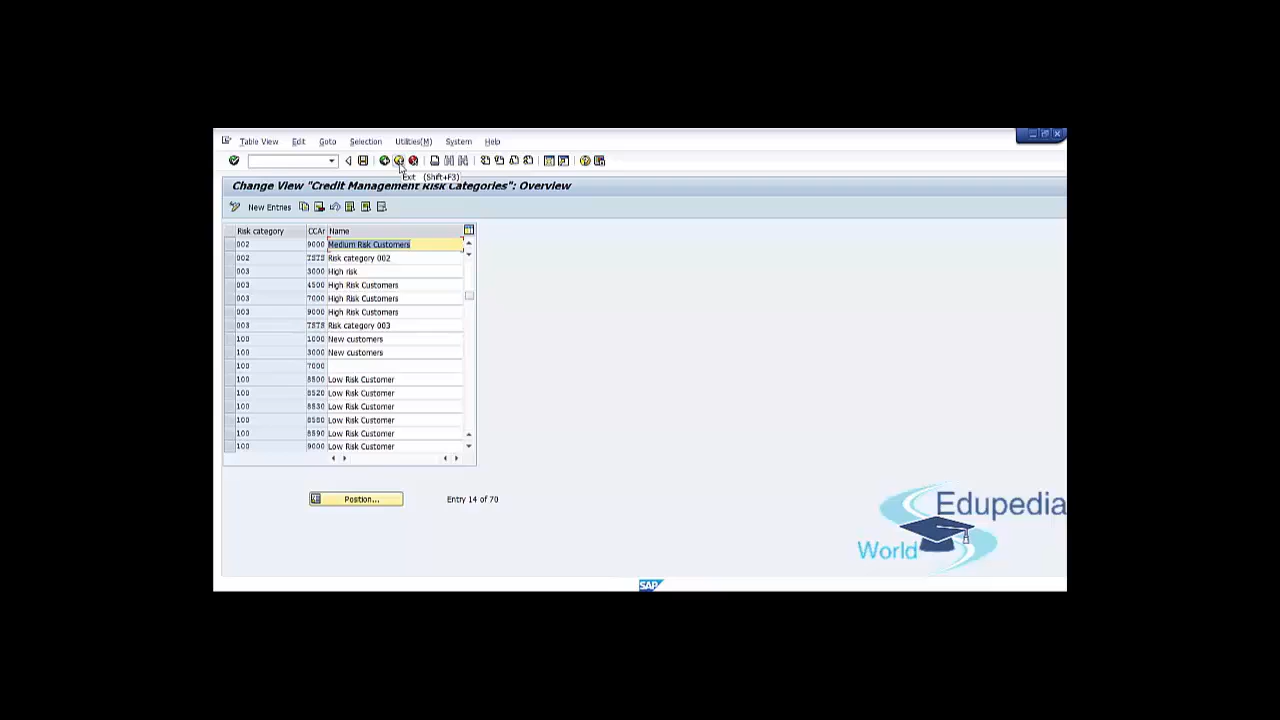 Table View Edit Goto Selection Utilities(M) System Help
Exit (Shift+F3)
Change View "Credit Management Risk Categories": Overview
New Entries
Risk category CCAr Name
002 9000 Medium Risk Customers
002 TSTS Risk category 002
003 3000 High risk
003 4500 High Risk Customers
003 7000 High Risk Customers
003 9000 High Risk Customers
003 TSTS Risk category 003
100 1000 New customers
100 3000 New customers
100 7000
100 8500 Low Risk Customer
100 8520 Low Risk Customer
100 8530 Low Risk Customer
100 8580 Low Risk Customer
100 8590 Low Risk Customer
100 9000 Low Risk Customer
Position... Entry 14 of 70
Edupedia
World
SAP